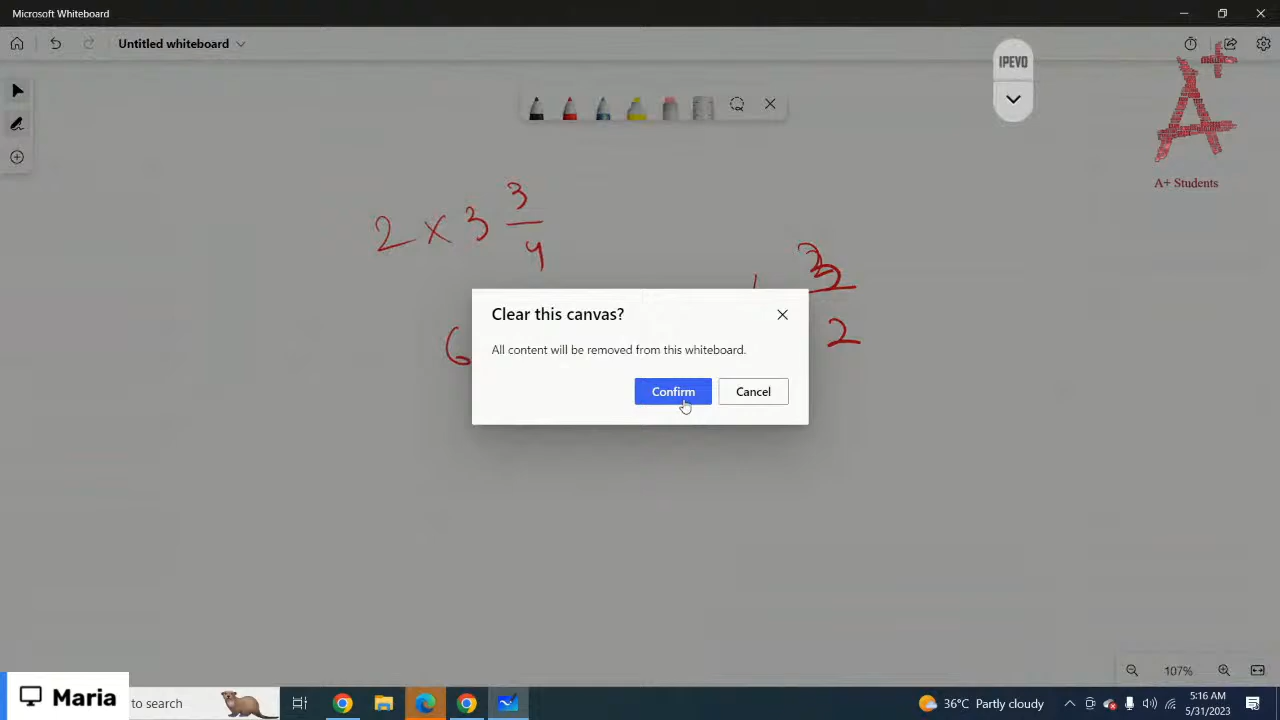 Microsoft Whiteboard
Untitled whiteboard
IPEVO
A+ Students
2 × 3 3/4
3/2
6
Clear this canvas?
All content will be removed from this whiteboard.
Confirm Cancel
107%
Maria
to search
36°C Partly cloudy
5:16 AM
5/31/2023